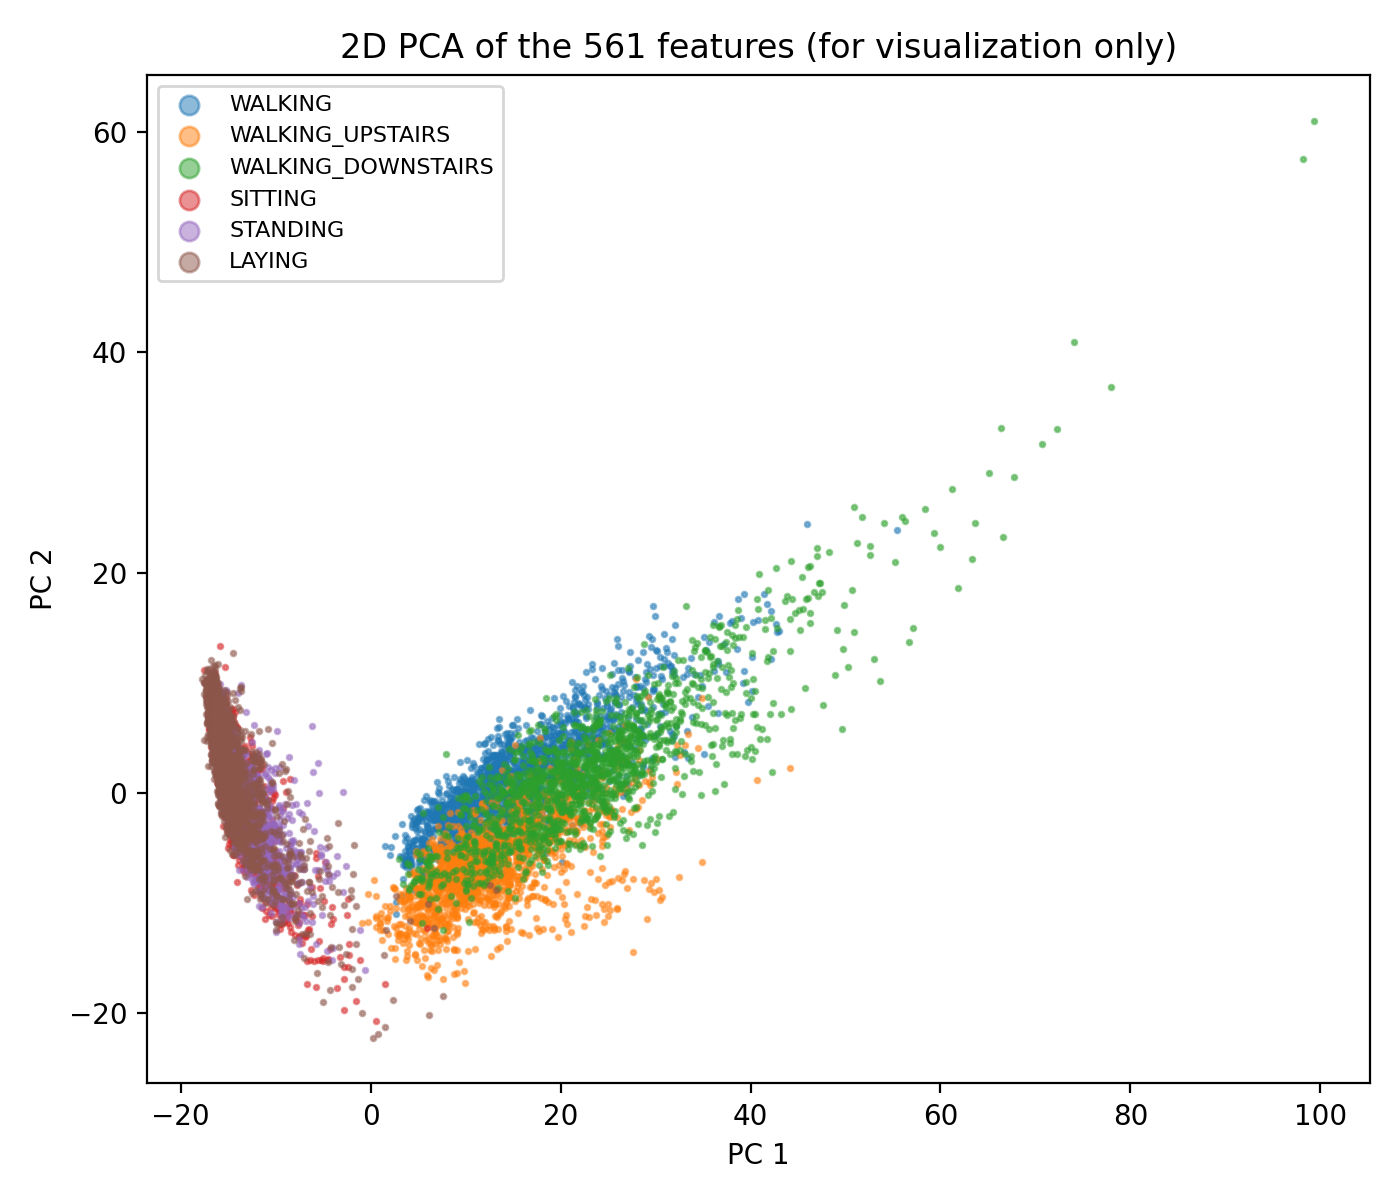 2D PCA of the 561 features (for visualization only)
WALKING
WALKING_UPSTAIRS
WALKING_DOWNSTAIRS
SITTING
STANDING
LAYING
60
40
20
0
−20
PC 2
−20 0 20 40 60 80 100
PC 1